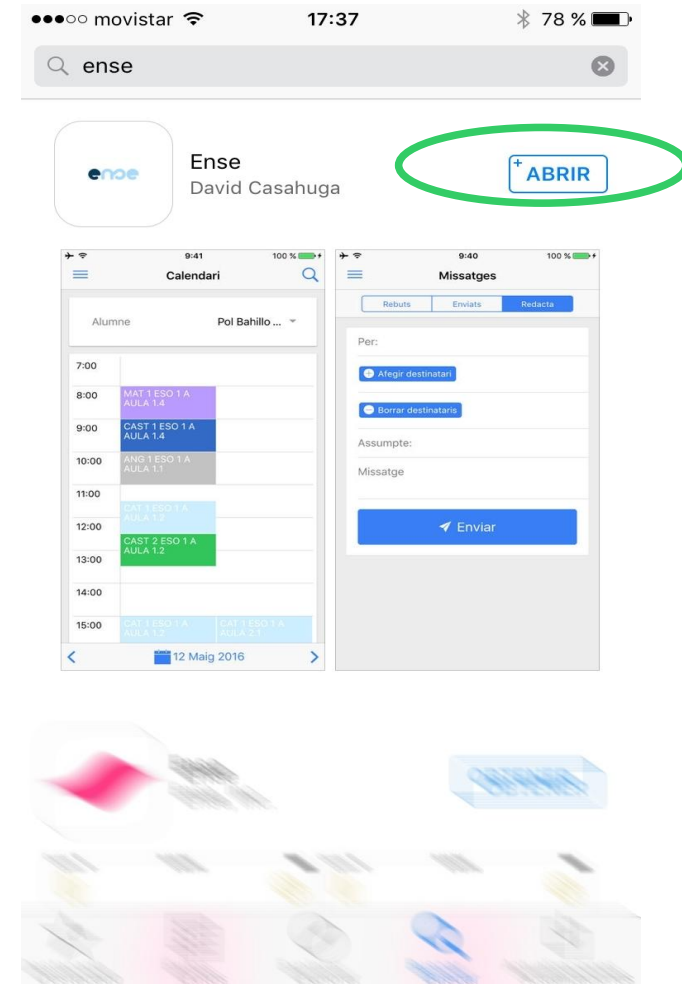 movistar 17:37 78 %
ense
ense
Ense
David Casahuga
+ABRIR
9:41 100 %
Calendari
Alumne Pol Bahillo ...
7:00
8:00 MAT 1 ESO 1 A
AULA 1.4
9:00 CAST 1 ESO 1 A
AULA 1.4
10:00 ANG 1 ESO 1 A
AULA 1.1
11:00
CAT 1 ESO 1 A
AULA 1.2
12:00
CAST 2 ESO 1 A
AULA 1.2
13:00
14:00
15:00 CAT 1 ESO 1 A CAT 1 ESO 1 A
AULA 1.2 AULA 2.1
12 Maig 2016
9:40 100 %
Missatges
Rebuts Enviats Redacta
Per:
Afegir destinatari
Borrar destinataris
Assumpte:
Missatge
Enviar
OBTENER